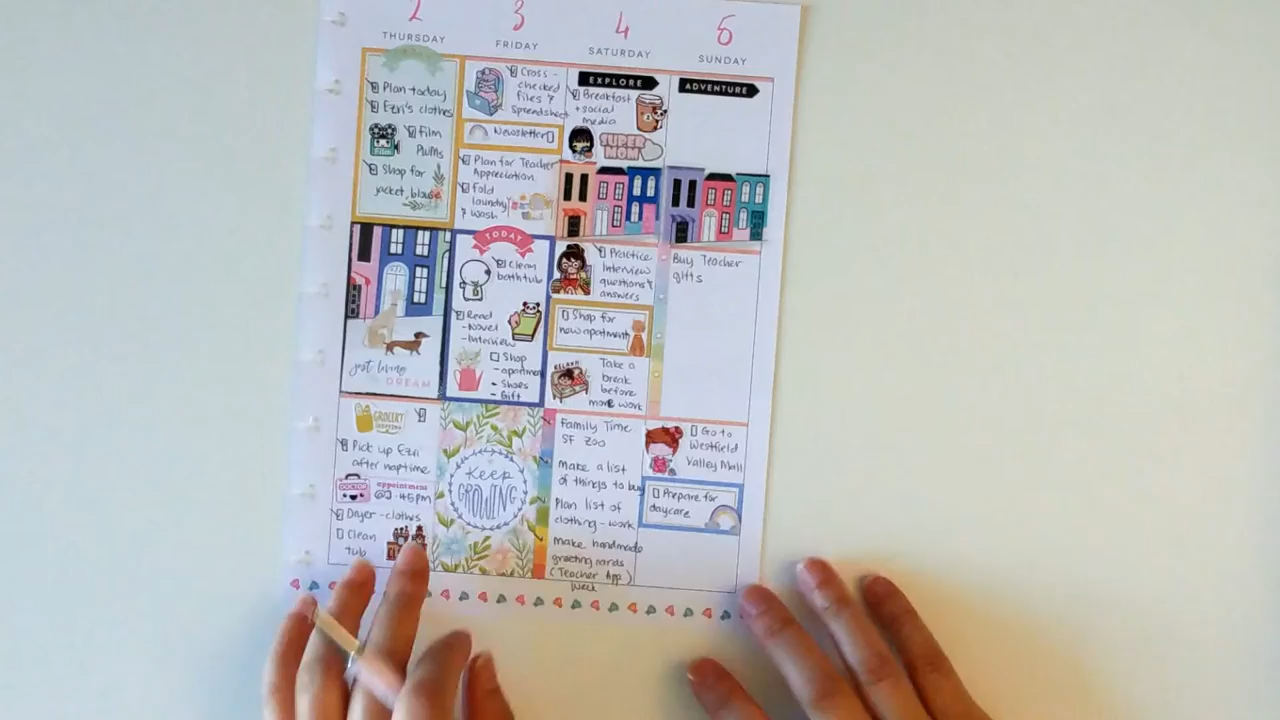 2
THURSDAY
Plan today
Ezri's clothes
Film
Film
Plums
Shop for
jacket, blouse
just living
DREAM
GROCERY
SHOPPING
Pick up Ezri
after naptime
DOCTOR
appointment
@3:45pm
Dryer - clothes
Clean
tub
3
FRIDAY
Cross -
checked
files &
Spreadsheet
Newsletter
Plan for Teacher
Appreciation
Fold
laundry
& wash
TODAY
Clean
bathtub
Read
- Novel
- Interview
Shop
- apartment
- Shoes
- Gift
Keep
GROWING
4
SATURDAY
EXPLORE
Breakfast
+ social
media
SUPER
MOM
Practice
Interview
questions &
answers
Shop for
new apartment
RELAX!!
Take a
break
before
more work
Family Time
SF Zoo
Make a list
of things to buy
Plan list of
clothing - work
Make handmade
greeting cards
(Teacher App)
Week
5
SUNDAY
ADVENTURE
Buy Teacher
gifts
Go to
Westfield
Valley Mall
Prepare for
daycare